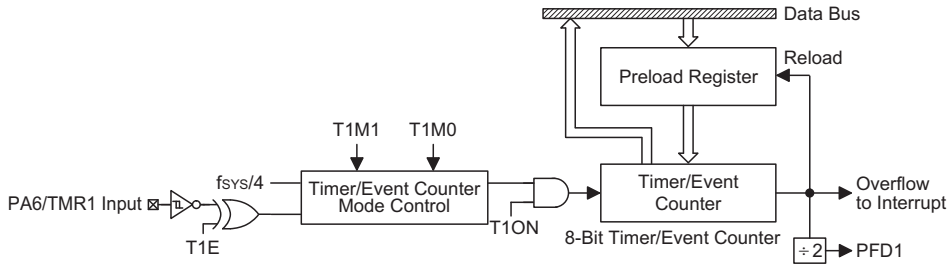 Data Bus
Reload
Preload Register
T1M1 T1M0
fSYS/4
Timer/Event Counter
Mode Control
Timer/Event
Counter
Overflow
to Interrupt
PA6/TMR1 Input
T1ON
T1E
8-Bit Timer/Event Counter
÷2
PFD1